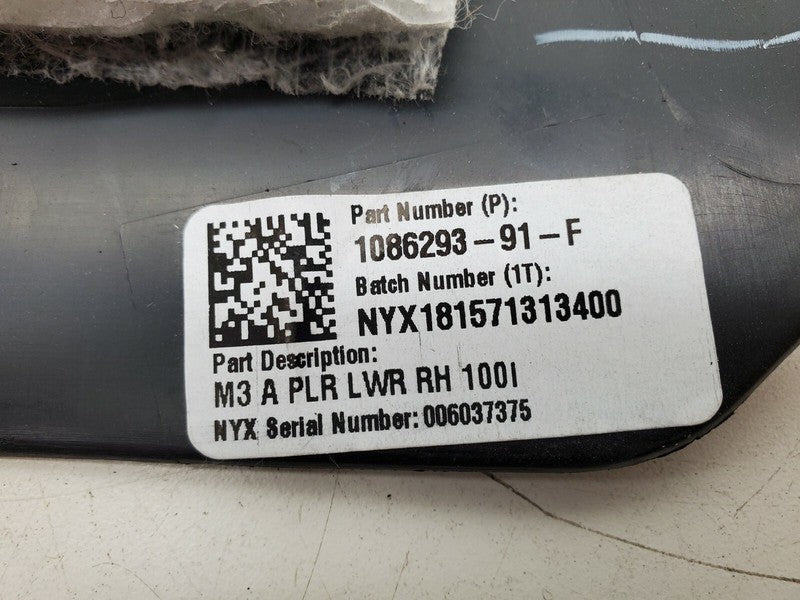 Part Number (P):
1086293-91-F
Batch Number (1T):
NYX181571313400
Part Description:
M3 A PLR LWR RH 100I
NYX Serial Number: 006037375